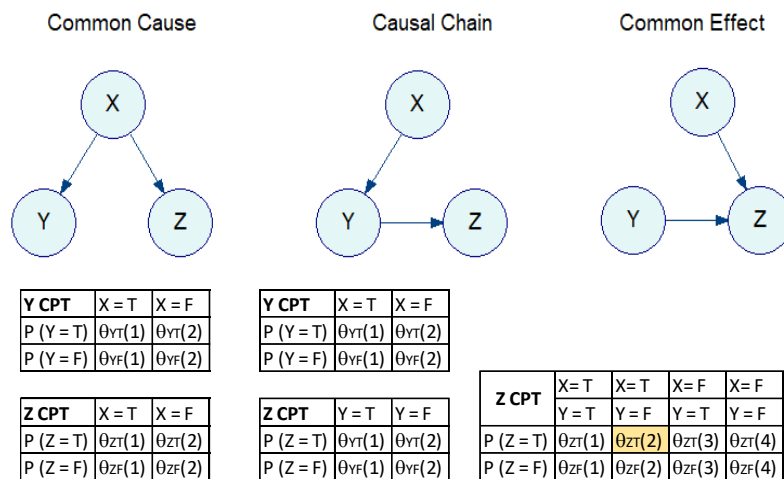 Common Cause Causal Chain Common Effect
X X X
Y Z Y Z Y Z
Y CPT X = T X = F
P (Y = T) θYT(1) θYT(2)
P (Y = F) θYF(1) θYF(2)
Z CPT X = T X = F
P (Z = T) θZT(1) θZT(2)
P (Z = F) θZF(1) θZF(2)
Y CPT X = T X = F
P (Y = T) θYT(1) θYT(2)
P (Y = F) θYF(1) θYF(2)
Z CPT Y = T Y = F
P (Z = T) θYT(1) θYT(2)
P (Z = F) θYF(1) θYF(2)
Z CPT X= T X= T X= F X= F
Y = T Y = F Y = T Y = F
P (Z = T) θZT(1) θZT(2) θZT(3) θZT(4)
P (Z = F) θZF(1) θZF(2) θZF(3) θZF(4)